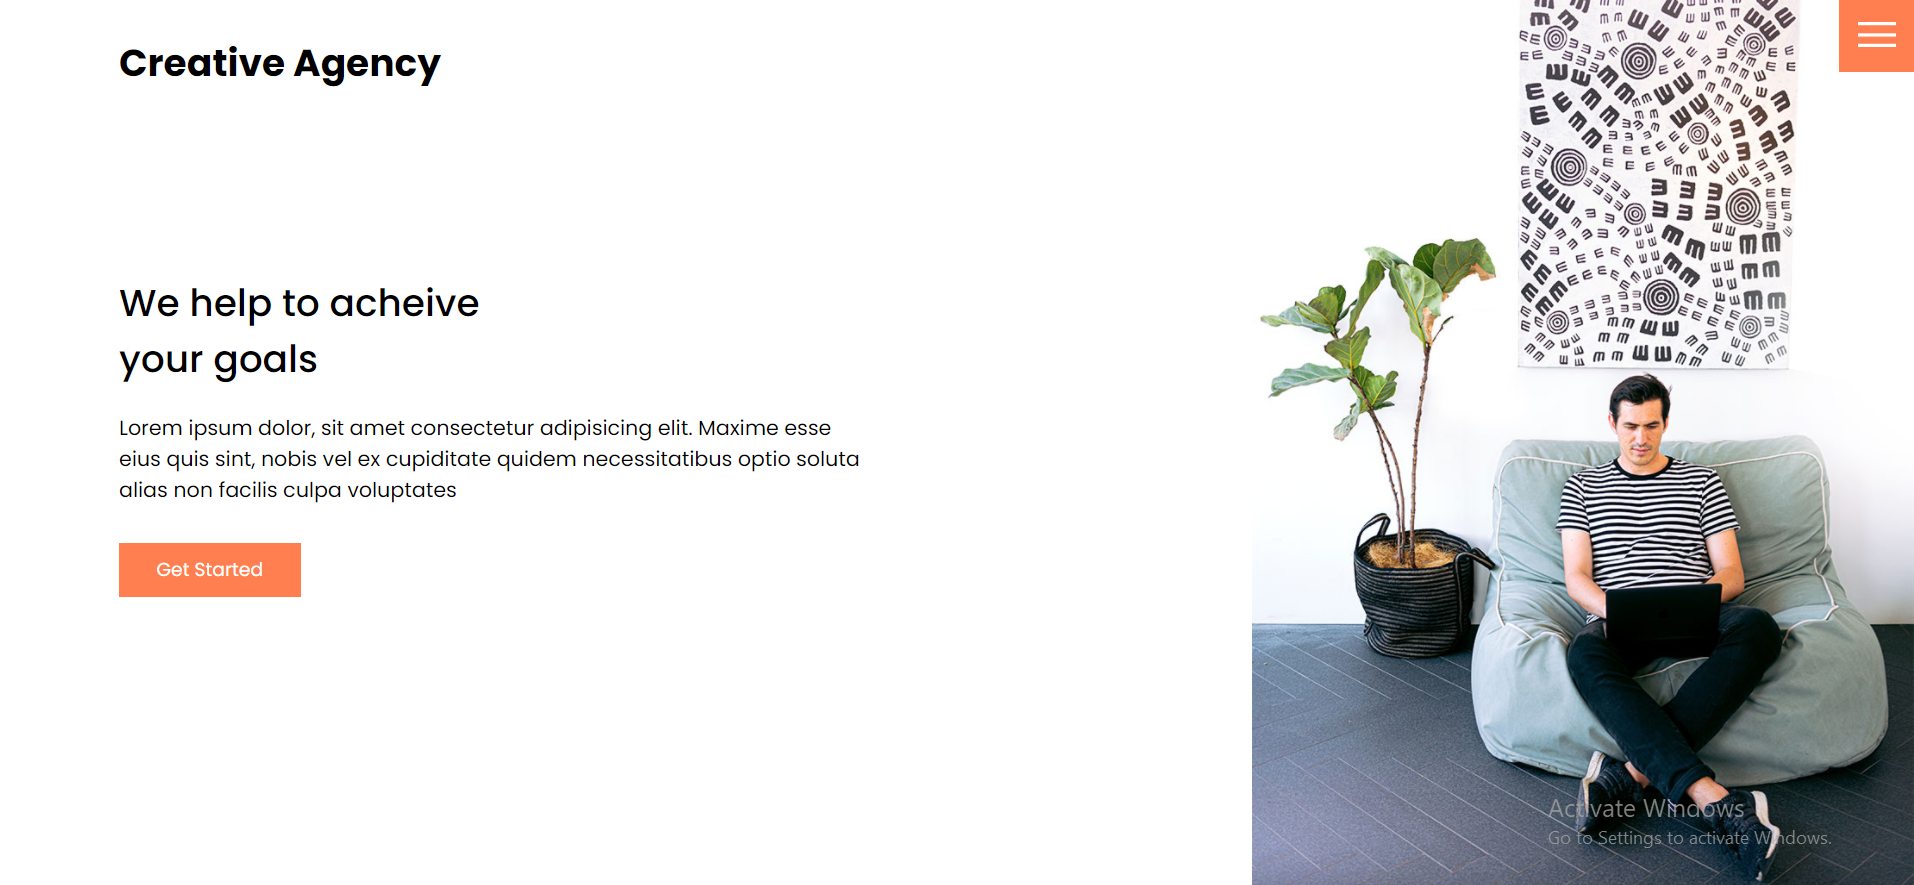 Creative Agency
We help to acheive
your goals
Lorem ipsum dolor, sit amet consectetur adipisicing elit. Maxime esse
eius quis sint, nobis vel ex cupiditate quidem necessitatibus optio soluta
alias non facilis culpa voluptates
Get Started
Activate Windows
Go to Settings to activate Windows.